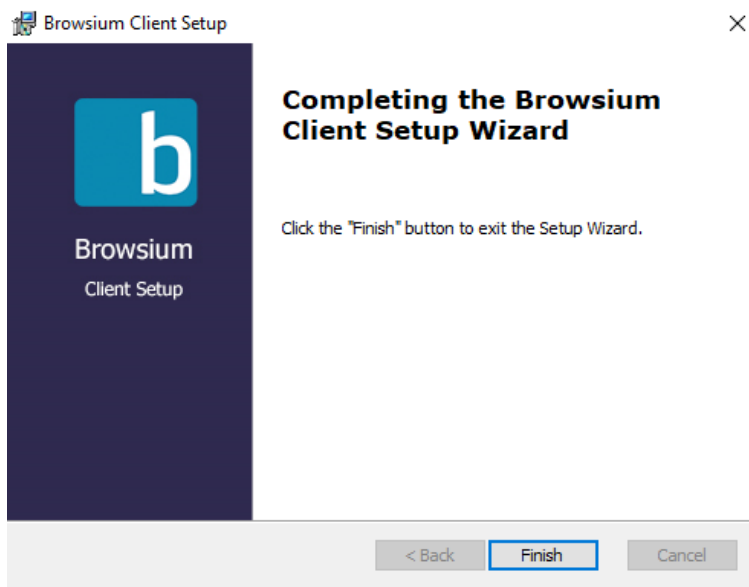 Browsium Client Setup
b
Browsium
Client Setup
Completing the Browsium
Client Setup Wizard
Click the "Finish" button to exit the Setup Wizard.
< Back
Finish
Cancel